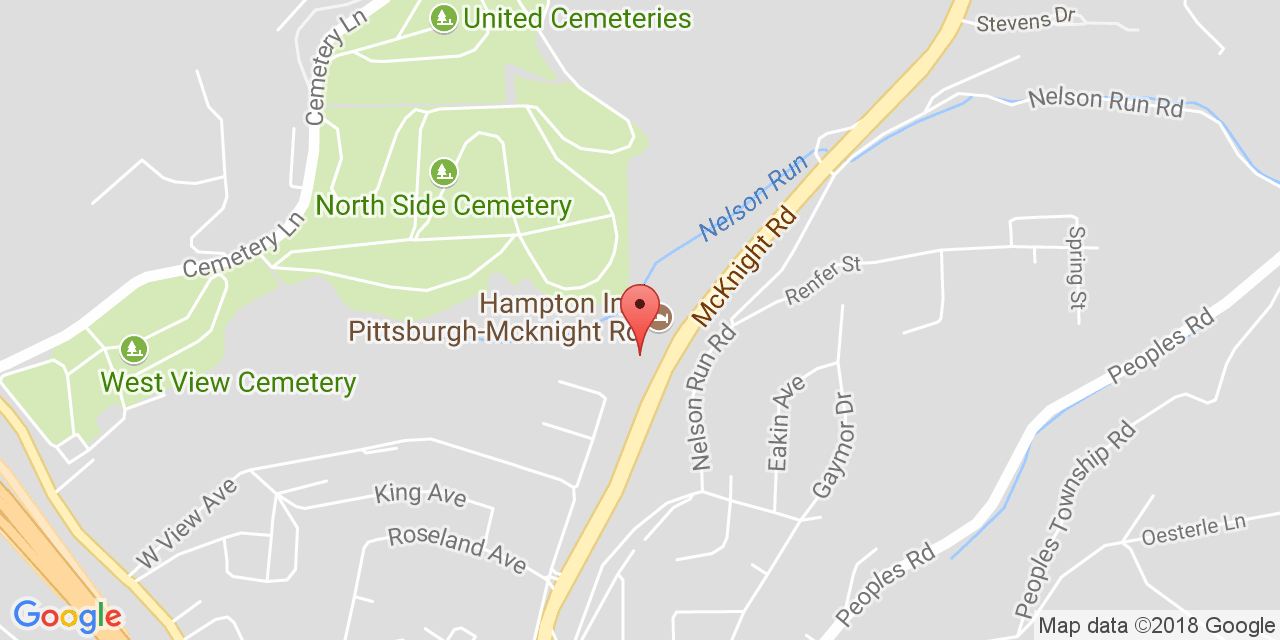 United Cemeteries
Stevens Dr
Cemetery Ln
Nelson Run Rd
North Side Cemetery
Nelson Run
McKnight Rd
Cemetery Ln
Spring St
Renfer St
Hampton In
Pittsburgh-Mcknight Rd
Nelson Run Rd
Peoples Rd
West View Cemetery
Eakin Ave
Gaymor Dr
W View Ave
King Ave
Peoples Township Rd
Oesterle Ln
Roseland Ave
Peoples Rd
Google
Map data ©2018 Google